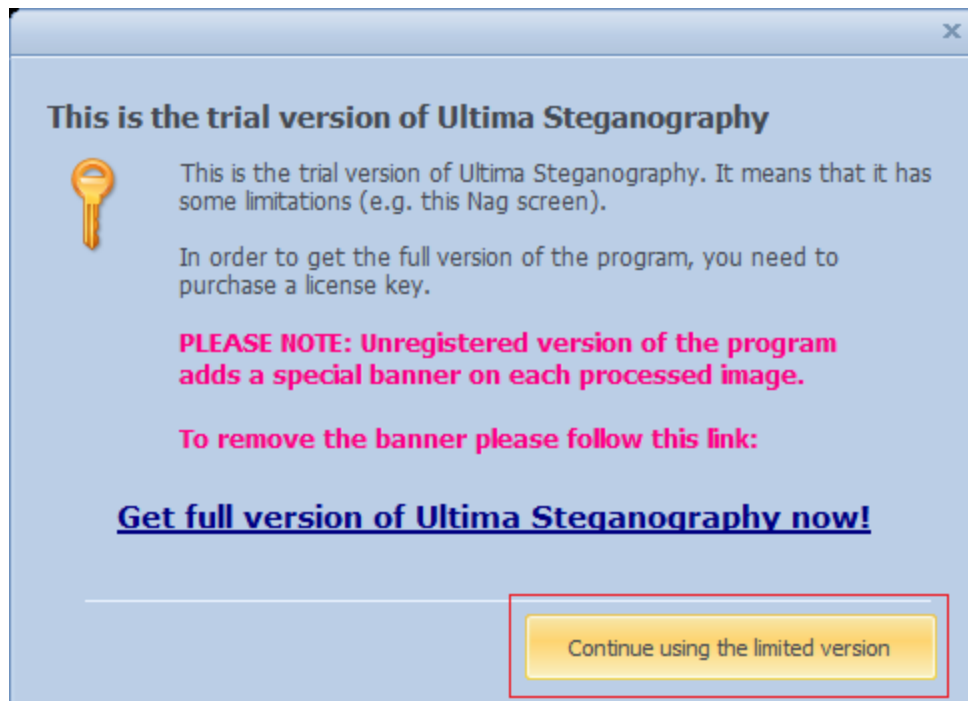 This is the trial version of Ultima Steganography
This is the trial version of Ultima Steganography. It means that it has
some limitations (e.g. this Nag screen).
In order to get the full version of the program, you need to
purchase a license key.
PLEASE NOTE: Unregistered version of the program
adds a special banner on each processed image.
To remove the banner please follow this link:
Get full version of Ultima Steganography now!
Continue using the limited version